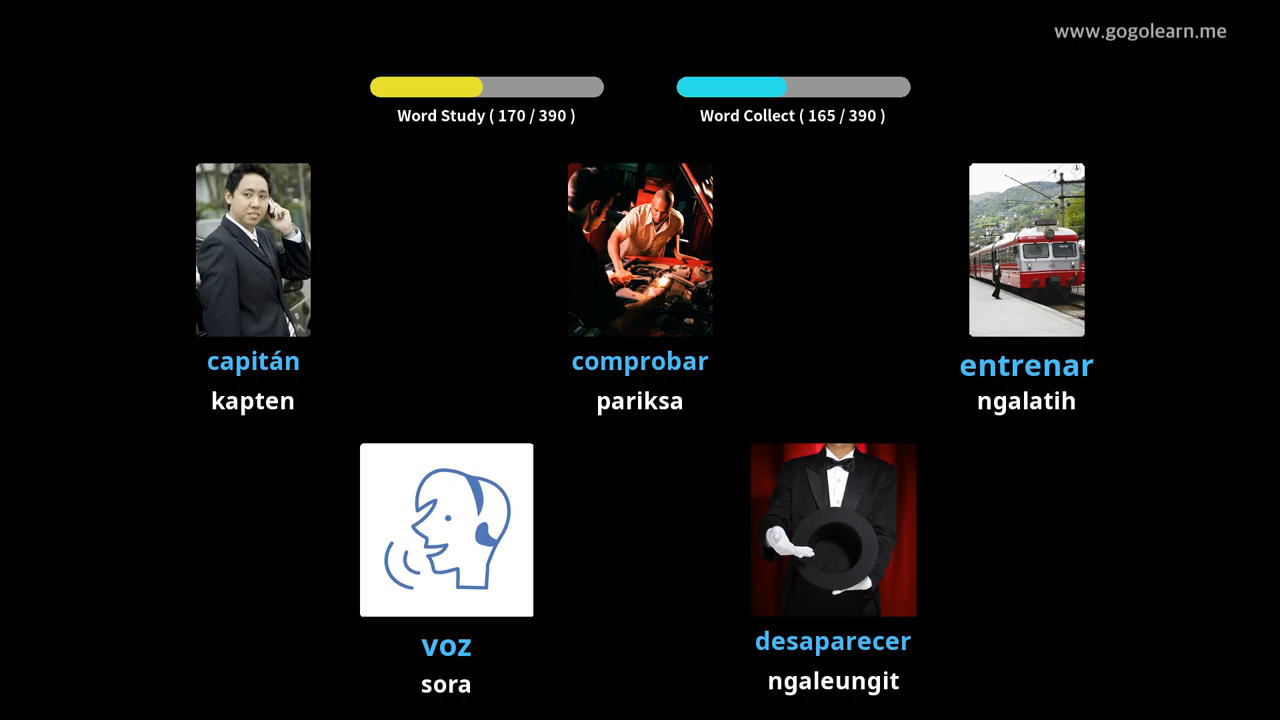 www.gogolearn.me
Word Study ( 170 / 390 )
Word Collect ( 165 / 390 )
capitán
kapten
comprobar
pariksa
entrenar
ngalatih
voz
sora
desaparecer
ngaleungit